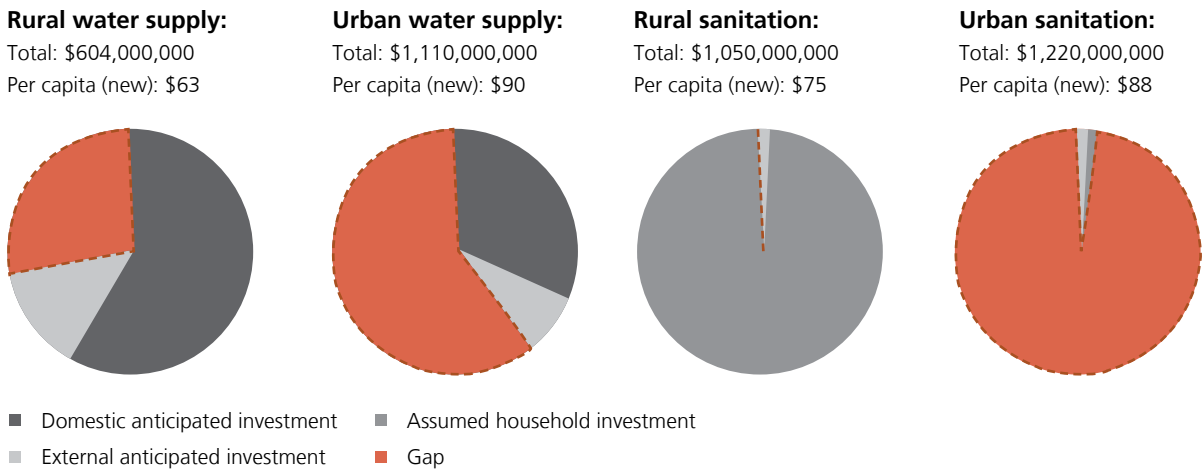 Rural water supply:
Total: $604,000,000
Per capita (new): $63
Urban water supply:
Total: $1,110,000,000
Per capita (new): $90
Rural sanitation:
Total: $1,050,000,000
Per capita (new): $75
Urban sanitation:
Total: $1,220,000,000
Per capita (new): $88
Domestic anticipated investment
External anticipated investment
Assumed household investment
Gap